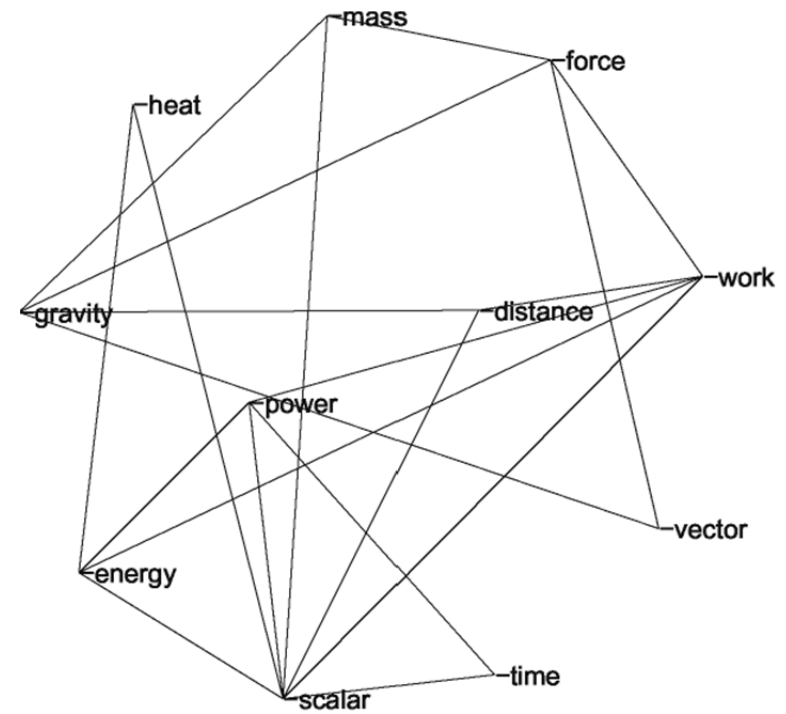 mass
force
heat
work
gravity
distance
power
vector
energy
time
scalar